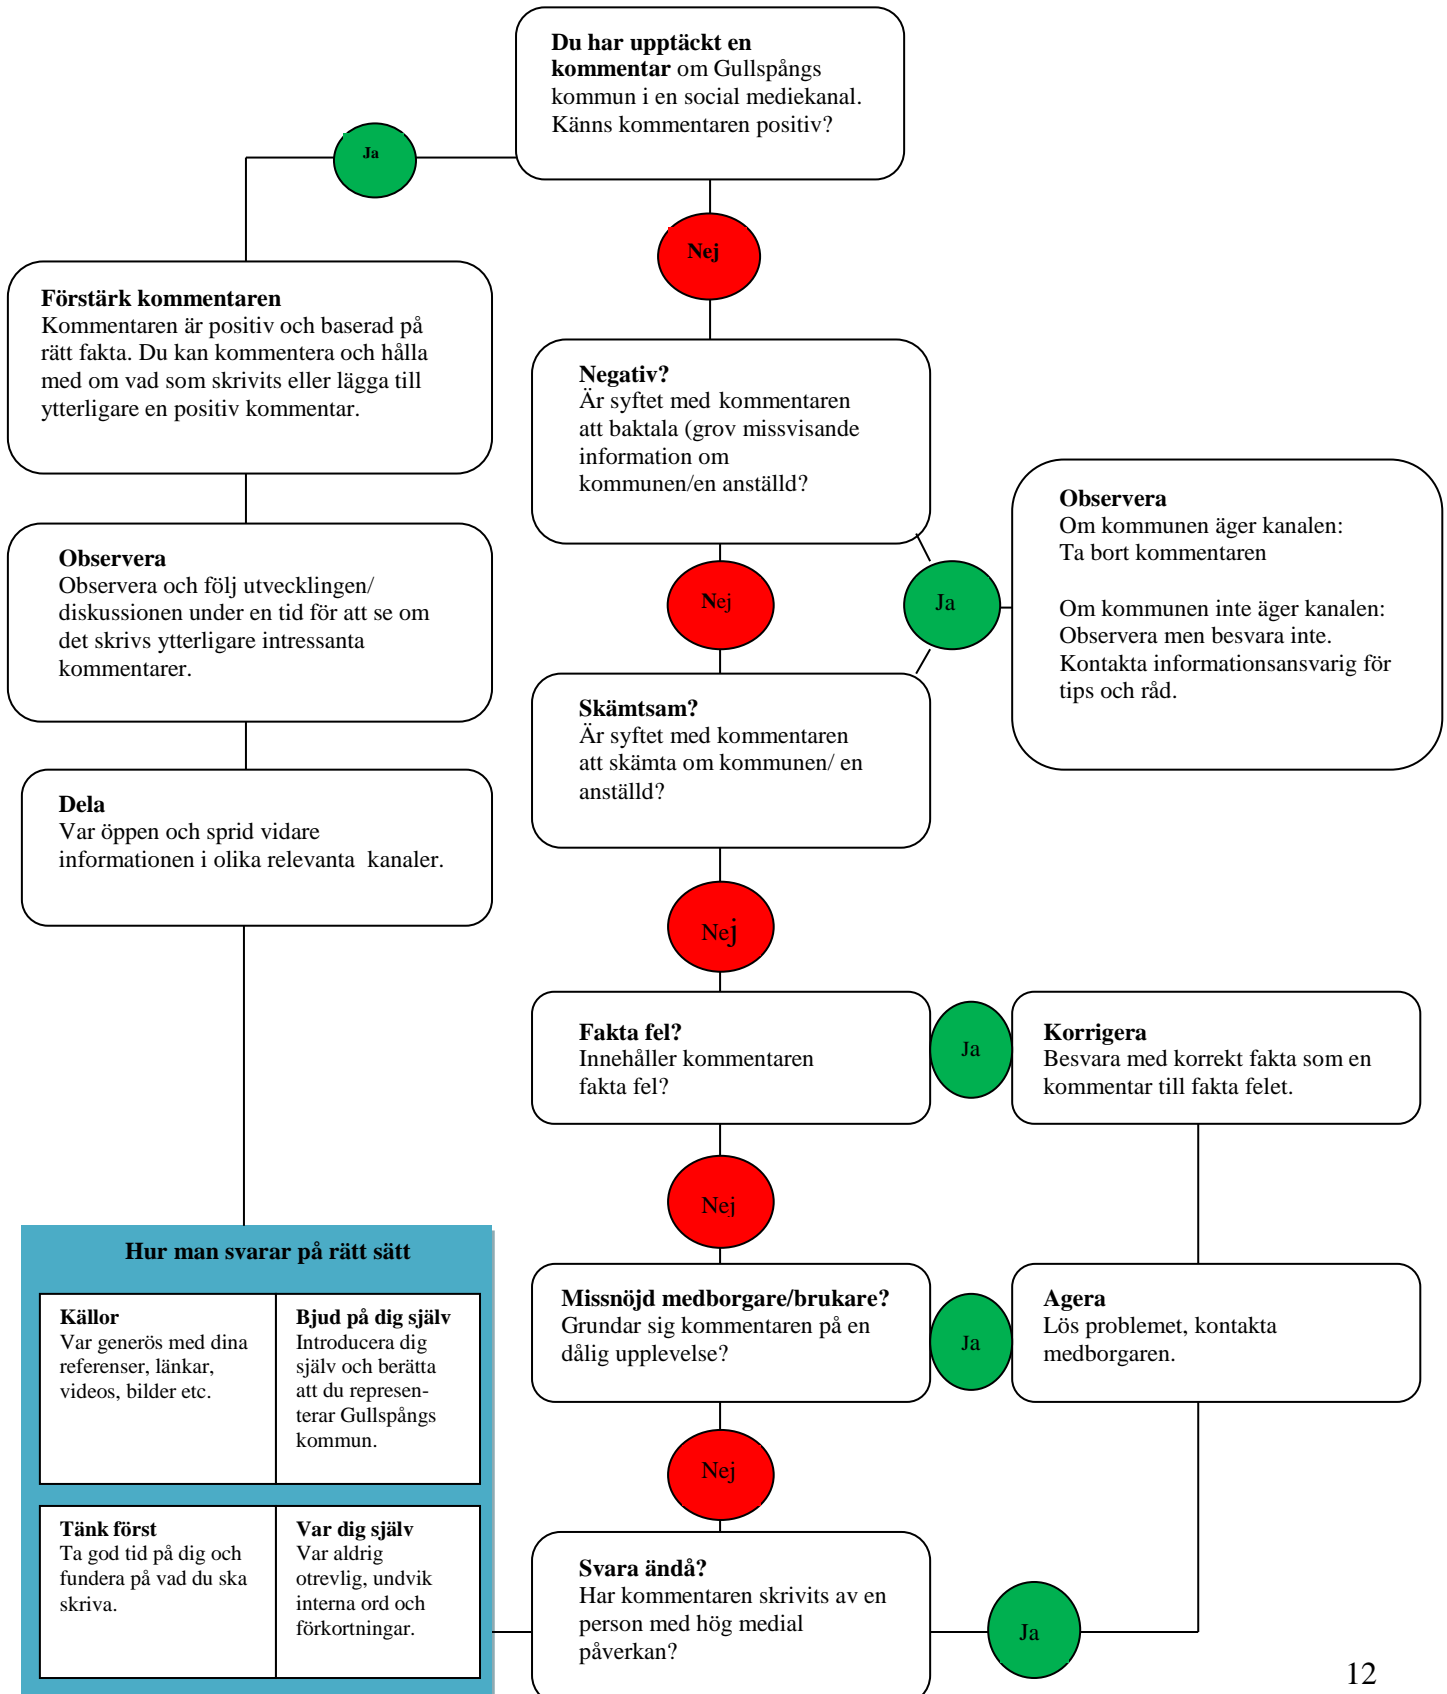 Du har upptäckt en
kommentar om Gullspångs
kommun i en social mediekanal.
Känns kommentaren positiv?
Ja
Nej
Förstärk kommentaren
Kommentaren är positiv och baserad på
rätt fakta. Du kan kommentera och hålla
med om vad som skrivits eller lägga till
ytterligare en positiv kommentar.
Negativ?
Är syftet med kommentaren
att baktala (grov missvisande
information om
kommunen/en anställd?
Observera
Om kommunen äger kanalen:
Ta bort kommentaren
Om kommunen inte äger kanalen:
Observera men besvara inte.
Kontakta informationsansvarig för
tips och råd.
Observera
Observera och följ utvecklingen/
diskussionen under en tid för att se om
det skrivs ytterligare intressanta
kommentarer.
Nej
Ja
Skämtsam?
Är syftet med kommentaren
att skämta om kommunen/ en
anställd?
Dela
Var öppen och sprid vidare
informationen i olika relevanta kanaler.
Nej
Fakta fel?
Innehåller kommentaren
fakta fel?
Ja
Korrigera
Besvara med korrekt fakta som en
kommentar till fakta felet.
Nej
Hur man svarar på rätt sätt
Källor
Var generös med dina
referenser, länkar,
videos, bilder etc.
Bjud på dig själv
Introducera dig
själv och berätta
att du represen-
terar Gullspångs
kommun.
Missnöjd medborgare/brukare?
Grundar sig kommentaren på en
dålig upplevelse?
Ja
Agera
Lös problemet, kontakta
medborgaren.
Nej
Tänk först
Ta god tid på dig och
fundera på vad du ska
skriva.
Var dig själv
Var aldrig
otrevlig, undvik
interna ord och
förkortningar.
Svara ändå?
Har kommentaren skrivits av en
person med hög medial
påverkan?
Ja
12